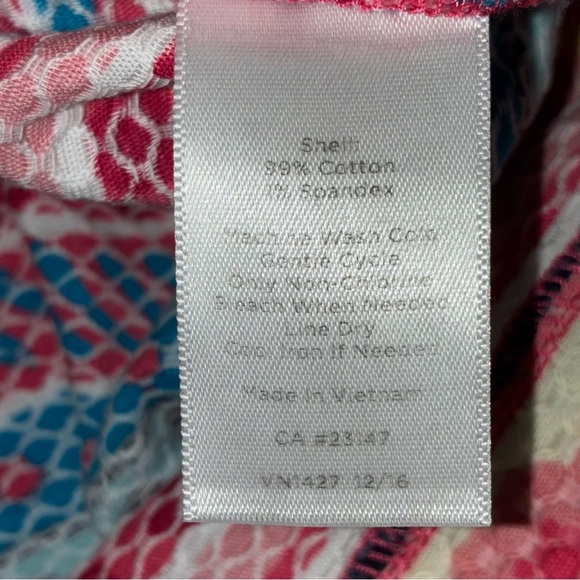 Shell:
99% Cotton
1% Spandex
Machine Wash Cold
Gentle Cycle
Only Non-Chlorine
Bleach When Needed
Line Dry
Cool Iron If Needed
Made In Vietnam
CA #23147
VN1427 12/16